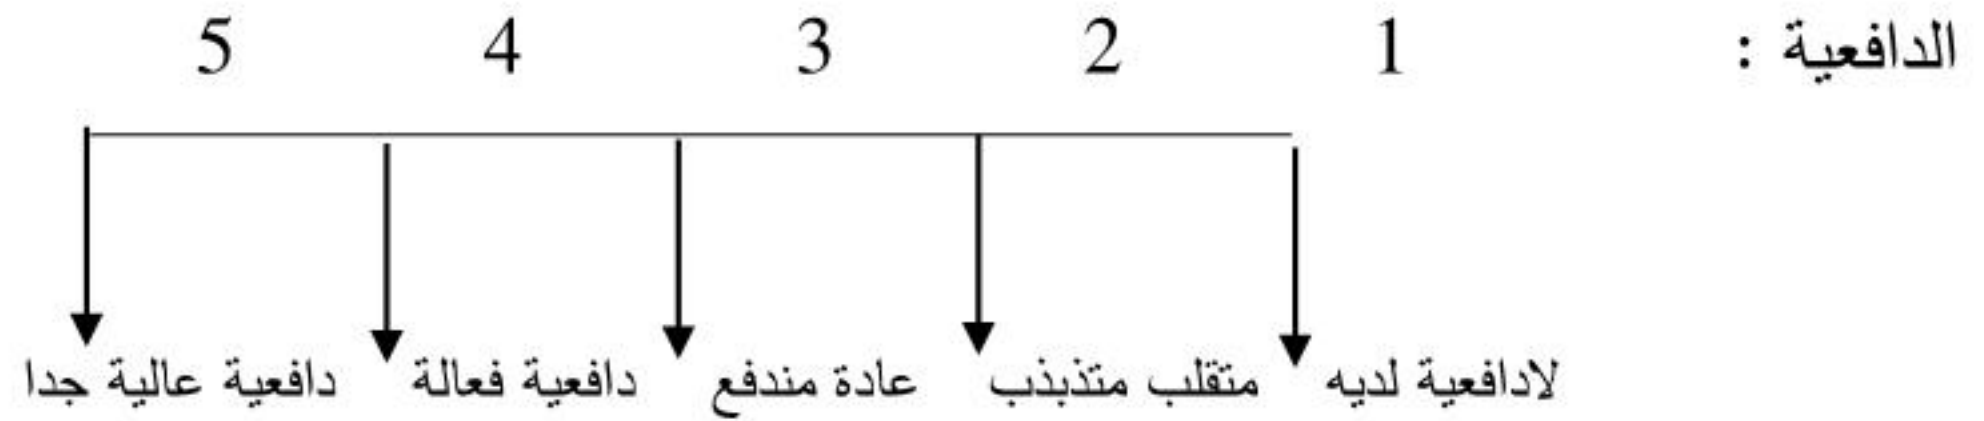 الدافعية : 1 2 3 4 5
لادافعية لديه متقلب متذبذب عادة مندفع دافعية فعالة دافعية عالية جدا